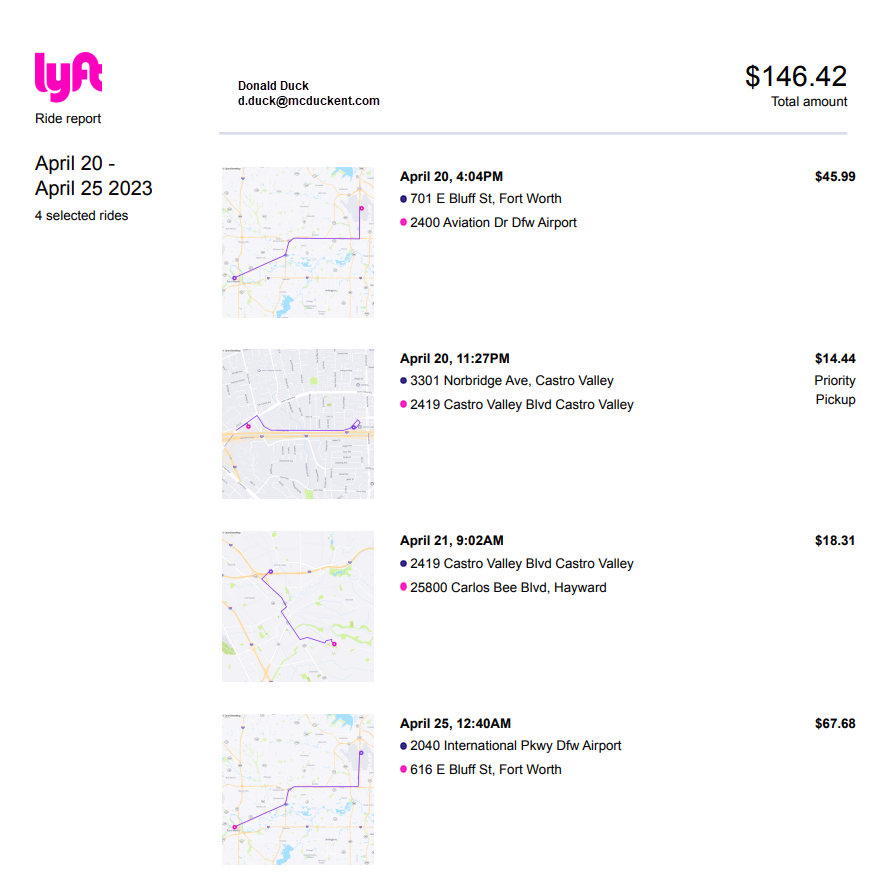 lyft
Donald Duck
d.duck@mcduckent.com
$146.42
Total amount
Ride report
April 20 -
April 25 2023
4 selected rides
April 20, 4:04PM
$45.99
701 E Bluff St, Fort Worth
2400 Aviation Dr Dfw Airport
April 20, 11:27PM
$14.44
3301 Norbridge Ave, Castro Valley
Priority
Pickup
2419 Castro Valley Blvd Castro Valley
April 21, 9:02AM
$18.31
2419 Castro Valley Blvd Castro Valley
25800 Carlos Bee Blvd, Hayward
April 25, 12:40AM
$67.68
2040 International Pkwy Dfw Airport
616 E Bluff St, Fort Worth